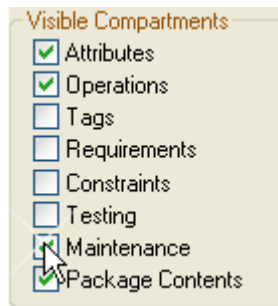 Visible Compartments
Attributes
Operations
Tags
Requirements
Constraints
Testing
Maintenance
Package Contents